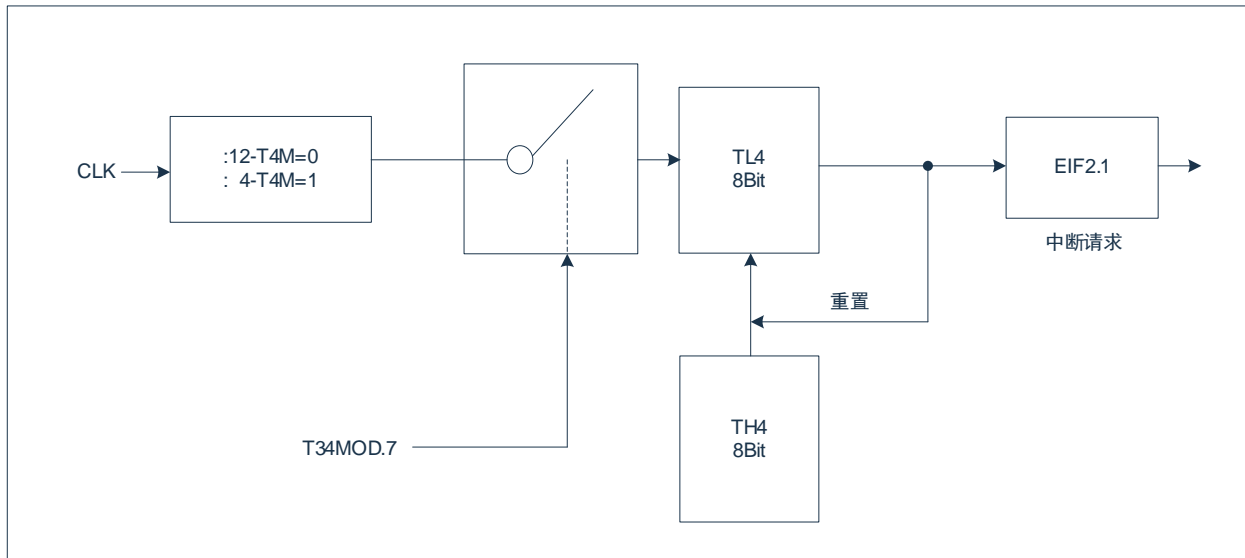 CLK
:12-T4M=0
: 4-T4M=1
TL4
8Bit
EIF2.1
中断请求
重置
TH4
8Bit
T34MOD.7